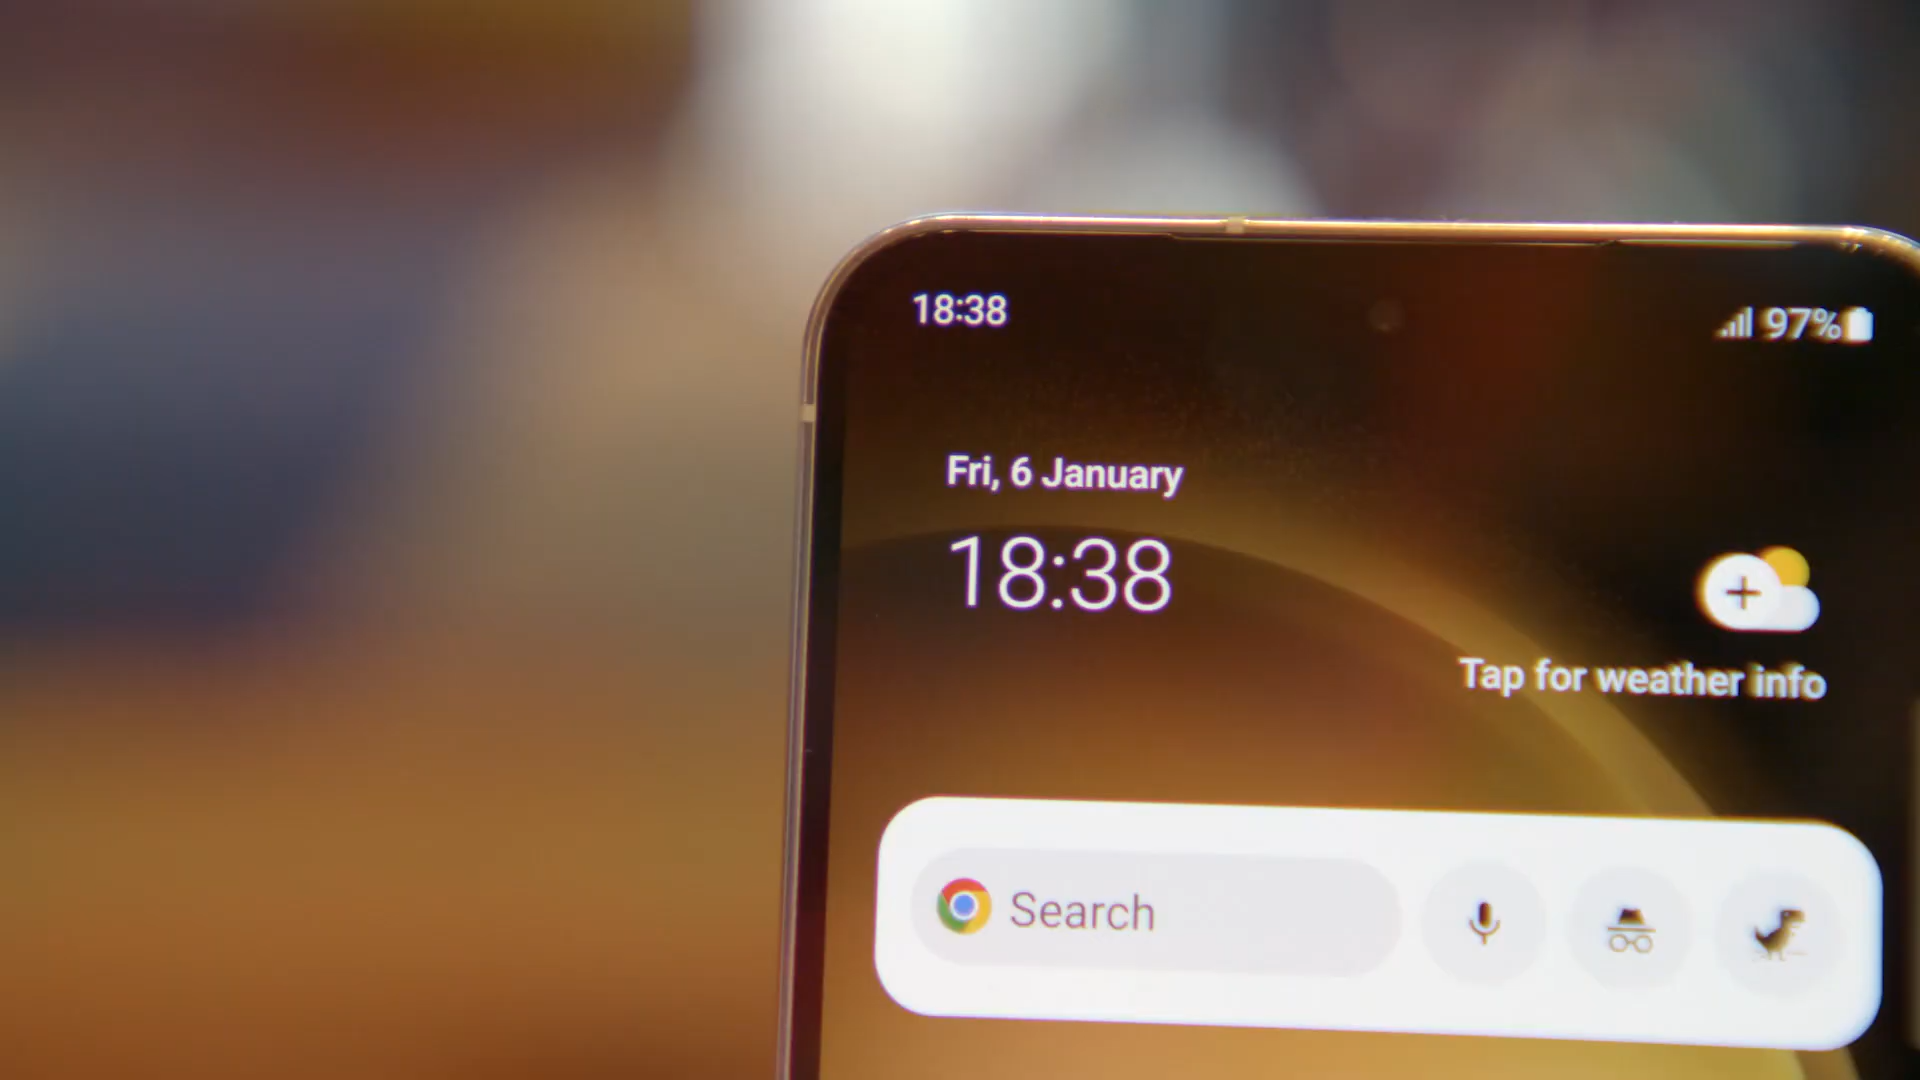 18:38
97%
Fri, 6 January
18:38
Tap for weather info
Search